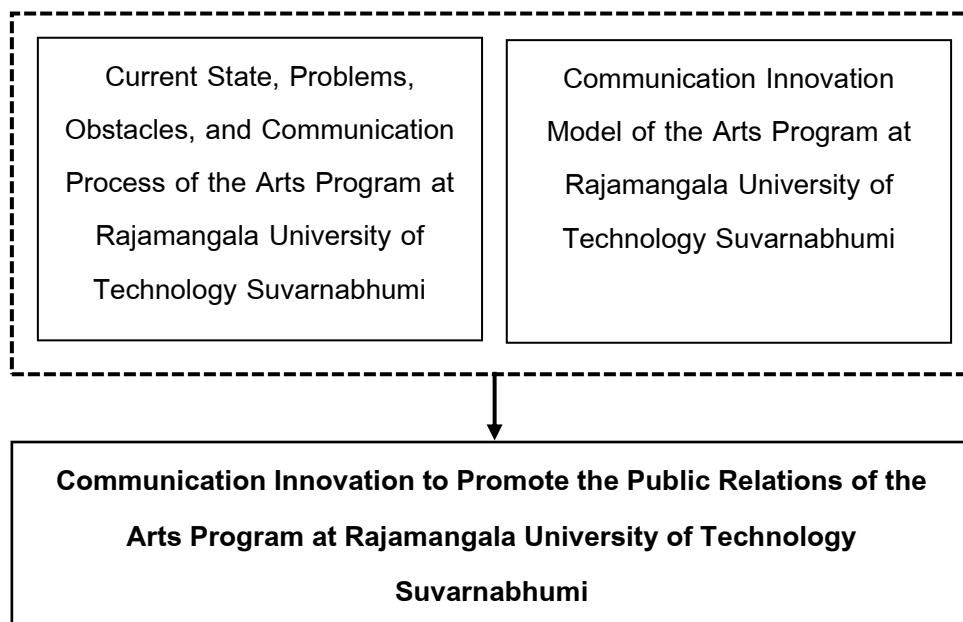 Current State, Problems,
Obstacles, and Communication
Process of the Arts Program at
Rajamangala University of
Technology Suvarnabhumi
Communication Innovation
Model of the Arts Program at
Rajamangala University of
Technology Suvarnabhumi
Communication Innovation to Promote the Public Relations of the
Arts Program at Rajamangala University of Technology
Suvarnabhumi